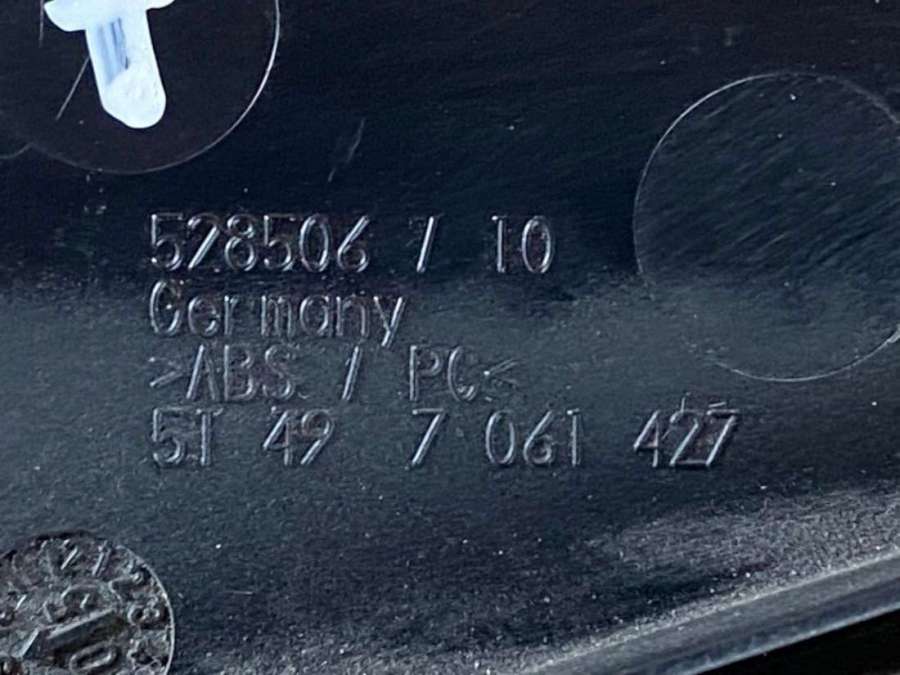 528506 / 10
Germany
>ABS / PC<
51 49 7 061 427